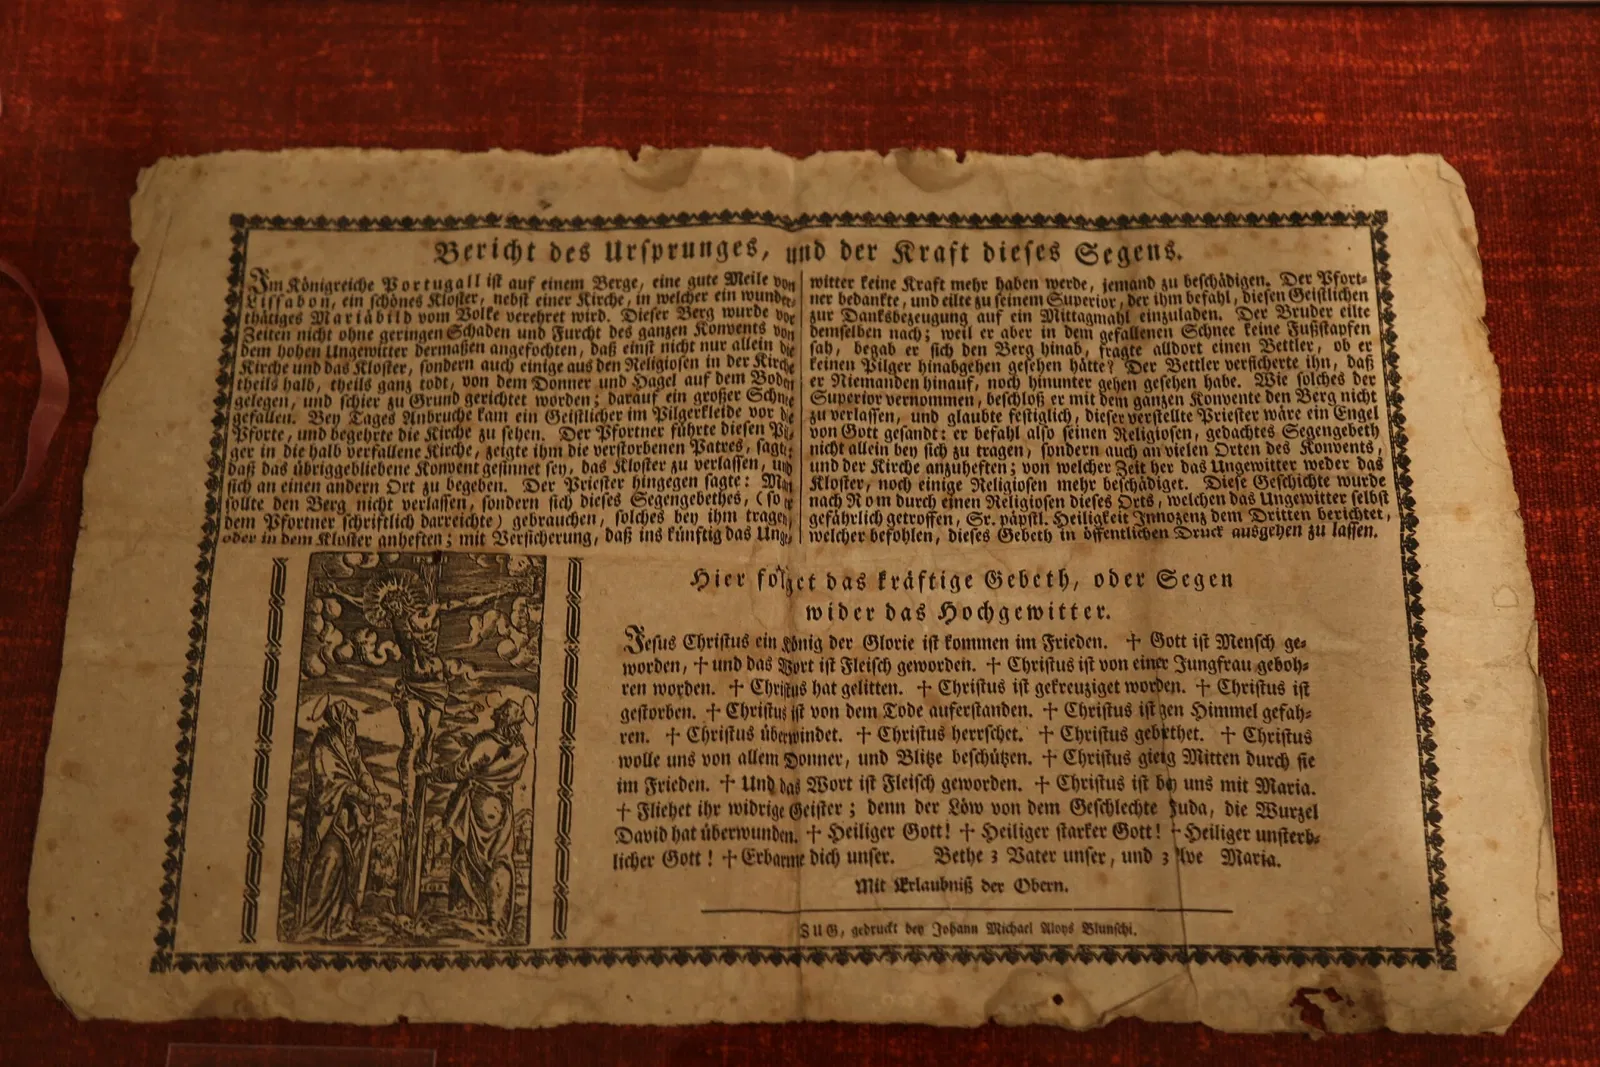 Bericht des Ursprunges, und der Kraft dieses Segens.
Im Königreiche Portugall ist auf einem Berge, eine gute Meile von
Lissabon, ein schönes Kloster, nebst einer Kirche, in welcher ein wunder-
thätiges Mariäbild vom Volke verehret wird. Dieser Berg wurde vor
Zeiten nicht ohne geringen Schaden und Furcht des ganzen Konvents von
dem hohen Ungewitter dermaßen angefochten, daß einst nicht nur allein die
Kirche und das Kloster, sondern auch einige aus den Religiosen in der Kirche
theils halb, theils ganz todt, von dem Donner und Hagel auf dem Boden
gelegen, und schier zu Grund gerichtet worden; darauf ein großer Schnee
gefallen. Bey Tages Anbruche kam ein Geistlicher im Pilgerkleide vor die
Pforte, und begehrte die Kirche zu sehen. Der Pförtner führte diesen Pil-
ger in die halb verfallene Kirche, zeigte ihm die verstorbenen Patres, sagte,
daß das übriggebliebene Konvent gesinnet sey, das Kloster zu verlassen, und
sich an einen andern Ort zu begeben. Der Priester hingegen sagte: Man
sollte den Berg nicht verlassen, sondern sich dieses Segengebethes, (so er
dem Pfortner schriftlich darreichte) gebrauchen, solches bey ihm tragen,
oder in dem Kloster anheften; mit Versicherung, daß ins künftig das Unge-
witter keine Kraft mehr haben werde, jemand zu beschädigen. Der Pfort-
ner bedankte, und eilte zu seinem Superior, der ihm befahl, diesen Geistlichen
zur Danksbezeugung auf ein Mittagmahl einzuladen. Der Bruder eilte
demselben nach; weil er aber in dem gefallenen Schnee keine Fußstapfen
sah, begab er sich den Berg hinab, fragte alldort einen Bettler, ob er
keinen Pilger hinabgehen gesehen hätte? Der Bettler versicherte ihn, daß
er Niemanden hinauf, noch hinunter gehen gesehen habe. Wie solches der
Superior vernommen, beschloß er mit dem ganzen Konvente den Berg nicht
zu verlassen, und glaubte festiglich, dieser verstellte Priester wäre ein Engel
von Gott gesandt: er befahl also seinen Religiosen, gedachtes Segengebeth
nicht allein bey sich zu tragen, sondern auch an vielen Orten des Konvents,
und der Kirche anzuheften; von welcher Zeit her das Ungewitter weder das
Kloster, noch einige Religiosen mehr beschädiget. Diese Geschichte wurde
nach Rom durch einen Religiosen dieses Orts, welchen das Ungewitter selbst
gefährlich getroffen, Sr. päpstl. Heiligkeit Innozenz dem Dritten berichtet,
welcher befohlen, dieses Gebeth in öffentlichen Druck ausgehen zu lassen.
Hier folget das kräftige Gebeth, oder Segen
wider das Hochgewitter.
Jesus Christus ein König der Glorie ist kommen im Frieden. † Gott ist Mensch ge-
worden, † und das Wort ist Fleisch geworden. † Christus ist von einer Jungfrau geboh-
ren worden. † Christus hat gelitten. † Christus ist gekreuziget worden. † Christus ist
gestorben. † Christus ist von dem Tode auferstanden. † Christus ist gen Himmel gefah-
ren. † Christus überwindet. † Christus herrschet. † Christus gebiethet. † Christus
wolle uns von allem Donner, und Blitze beschützen. † Christus gieng Mitten durch sie
im Frieden. † Und das Wort ist Fleisch geworden. † Christus ist bey uns mit Maria.
† Fliehet ihr widrige Geister; denn der Löw von dem Geschlechte Juda, die Wurzel
David hat überwunden. † Heiliger Gott! † Heiliger starker Gott! † Heiliger unsterb-
licher Gott! † Erbarme dich unser. Bethe 3 Vater unser, und 3 Ave Maria.
Mit Erlaubniß der Obern.
ZUG, gedruckt bey Johann Michael Aloys Blunschi.